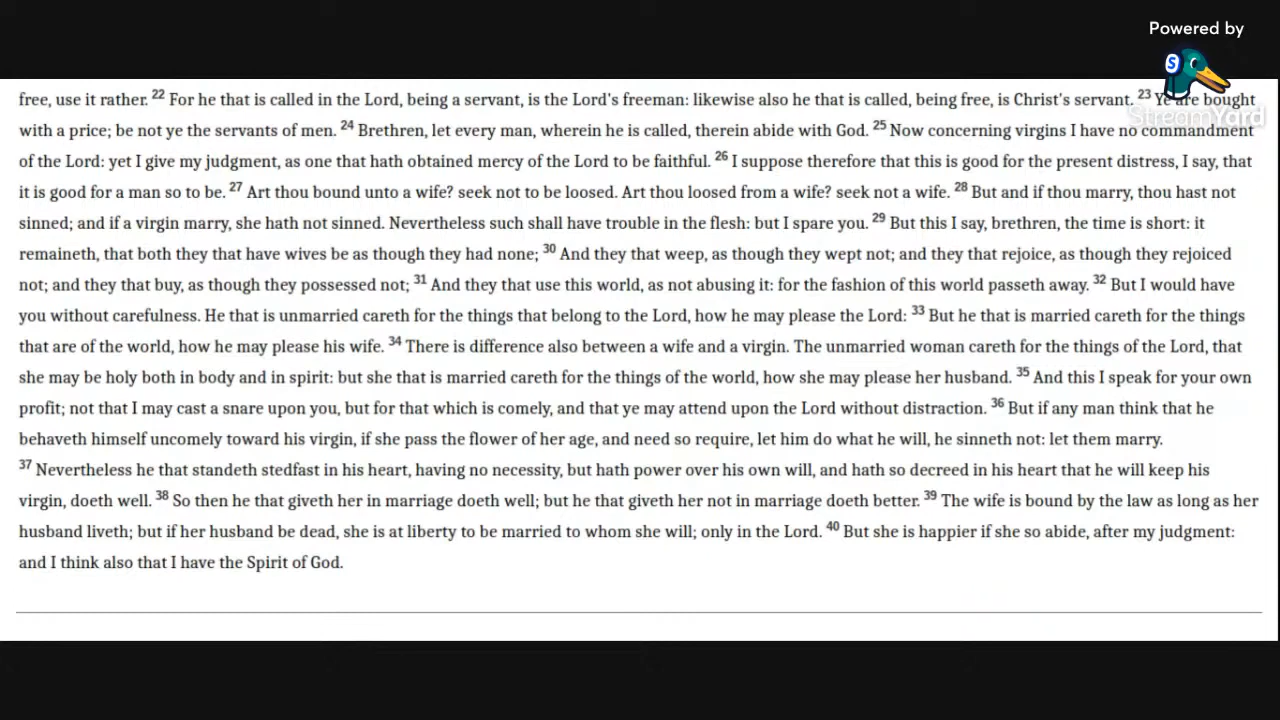 Powered by
StreamYard
free, use it rather. 22 For he that is called in the Lord, being a servant, is the Lord's freeman: likewise also he that is called, being free, is Christ's servant. 23 Ye are bought
with a price; be not ye the servants of men. 24 Brethren, let every man, wherein he is called, therein abide with God. 25 Now concerning virgins I have no commandment
of the Lord: yet I give my judgment, as one that hath obtained mercy of the Lord to be faithful. 26 I suppose therefore that this is good for the present distress, I say, that
it is good for a man so to be. 27 Art thou bound unto a wife? seek not to be loosed. Art thou loosed from a wife? seek not a wife. 28 But and if thou marry, thou hast not
sinned; and if a virgin marry, she hath not sinned. Nevertheless such shall have trouble in the flesh: but I spare you. 29 But this I say, brethren, the time is short: it
remaineth, that both they that have wives be as though they had none; 30 And they that weep, as though they wept not; and they that rejoice, as though they rejoiced
not; and they that buy, as though they possessed not; 31 And they that use this world, as not abusing it: for the fashion of this world passeth away. 32 But I would have
you without carefulness. He that is unmarried careth for the things that belong to the Lord, how he may please the Lord: 33 But he that is married careth for the things
that are of the world, how he may please his wife. 34 There is difference also between a wife and a virgin. The unmarried woman careth for the things of the Lord, that
she may be holy both in body and in spirit: but she that is married careth for the things of the world, how she may please her husband. 35 And this I speak for your own
profit; not that I may cast a snare upon you, but for that which is comely, and that ye may attend upon the Lord without distraction. 36 But if any man think that he
behaveth himself uncomely toward his virgin, if she pass the flower of her age, and need so require, let him do what he will, he sinneth not: let them marry.
37 Nevertheless he that standeth stedfast in his heart, having no necessity, but hath power over his own will, and hath so decreed in his heart that he will keep his
virgin, doeth well. 38 So then he that giveth her in marriage doeth well; but he that giveth her not in marriage doeth better. 39 The wife is bound by the law as long as her
husband liveth; but if her husband be dead, she is at liberty to be married to whom she will; only in the Lord. 40 But she is happier if she so abide, after my judgment:
and I think also that I have the Spirit of God.